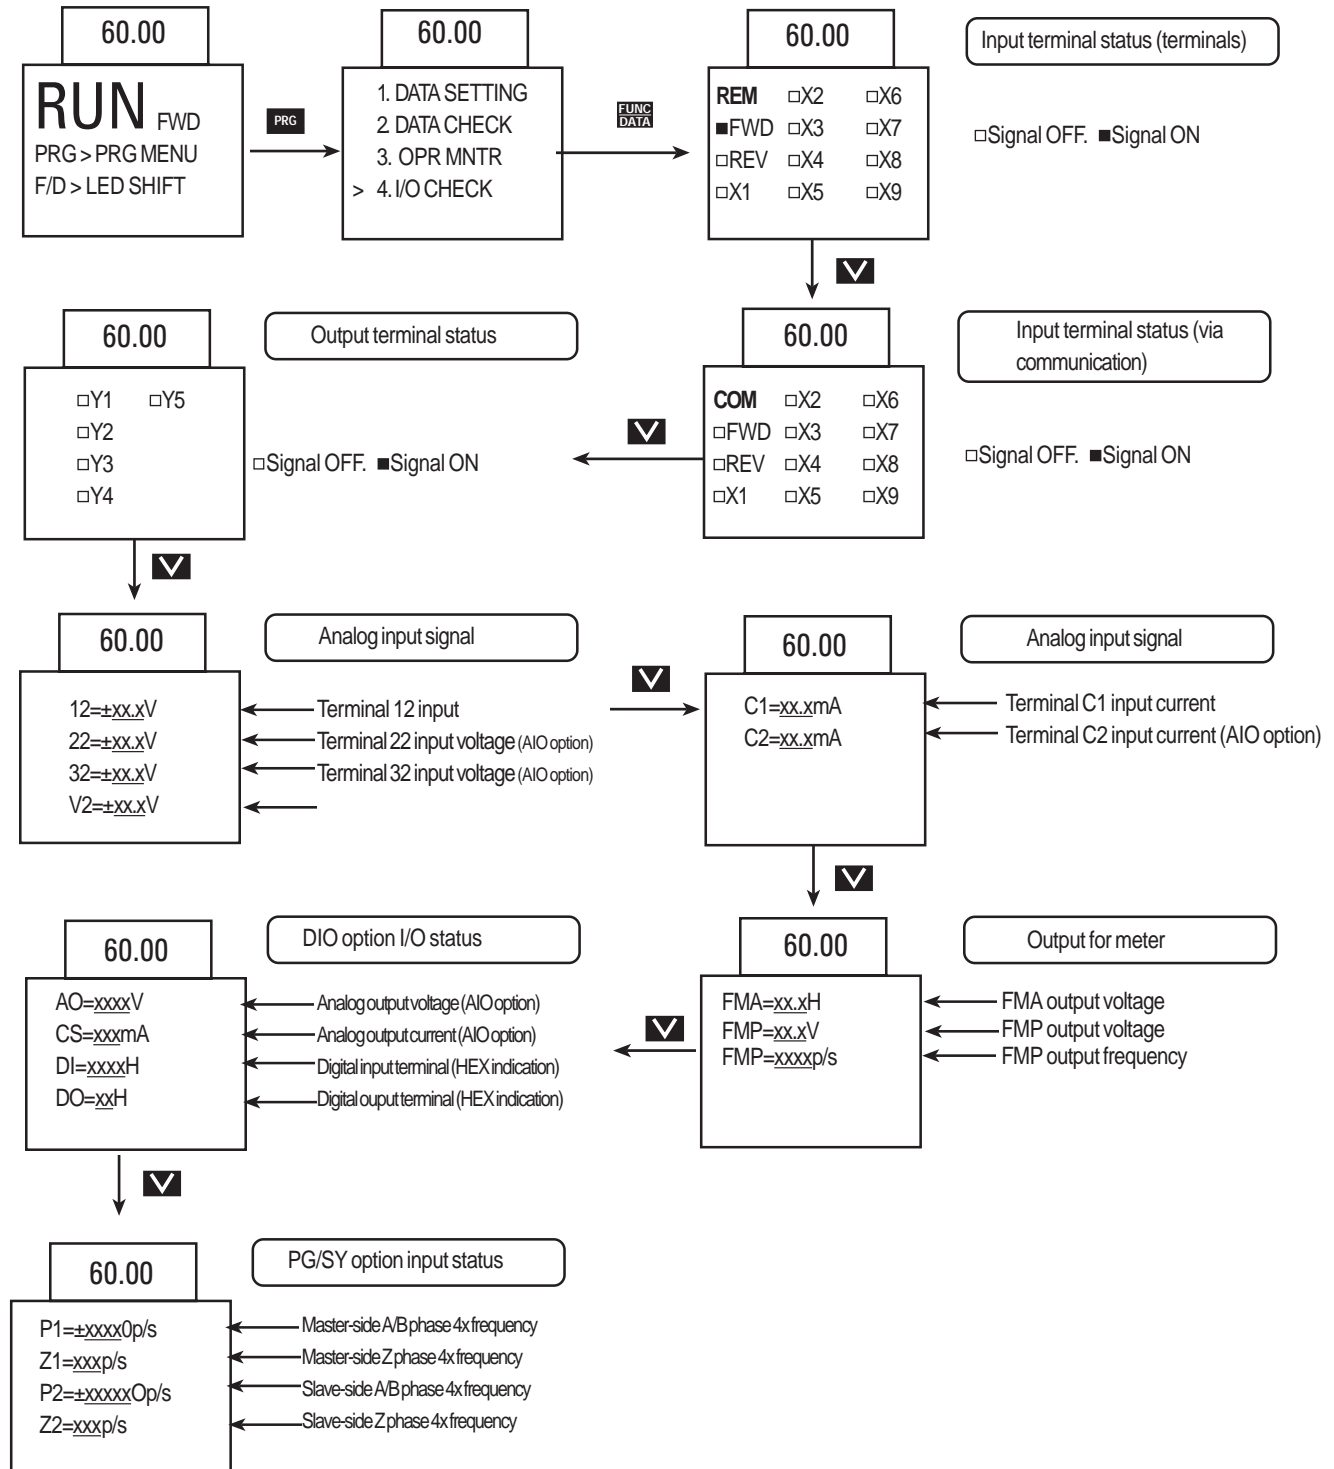 60.00
RUN FWD
PRG > PRG MENU
F/D > LED SHIFT
PRG
60.00
1. DATA SETTING
2. DATA CHECK
3. OPR MNTR
> 4. I/O CHECK
FUNC
DATA
60.00
REM □X2 □X6
■FWD □X3 □X7
□REV □X4 □X8
□X1 □X5 □X9
Input terminal status (terminals)
□Signal OFF. ■Signal ON
60.00
□Y1 □Y5
□Y2
□Y3
□Y4
Output terminal status
□Signal OFF. ■Signal ON
60.00
COM □X2 □X6
□FWD □X3 □X7
□REV □X4 □X8
□X1 □X5 □X9
Input terminal status (via
communication)
□Signal OFF. ■Signal ON
60.00
12=±xx.xV
22=±xx.xV
32=±xx.xV
V2=±xx.xV
Analog input signal
Terminal 12 input
Terminal 22 input voltage (AIO option)
Terminal 32 input voltage (AIO option)
60.00
C1=xx.xmA
C2=xx.xmA
Analog input signal
Terminal C1 input current
Terminal C2 input current (AIO option)
60.00
AO=xxxxV
CS=xxxmA
DI=xxxxH
DO=xxH
DIO option I/O status
Analog output voltage (AIO option)
Analog output current (AIO option)
Digital input terminal (HEX indication)
Digital ouput terminal (HEX indication)
60.00
FMA=xx.xH
FMP=xx.xV
FMP=xxxxp/s
Output for meter
FMA output voltage
FMP output voltage
FMP output frequency
60.00
P1=±xxxx0p/s
Z1=xxxp/s
P2=±xxxxxOp/s
Z2=xxxp/s
PG/SY option input status
Master-side A/B phase 4x frequency
Master-side Z phase 4x frequency
Slave-side A/B phase 4x frequency
Slave-side Z phase 4x frequency